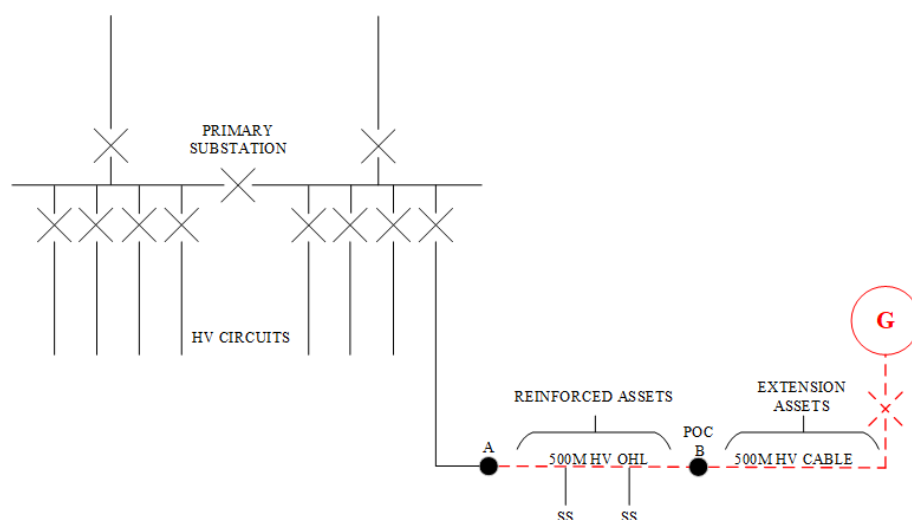 PRIMARY
SUBSTATION
HV CIRCUITS
G
REINFORCED ASSETS
EXTENSION
ASSETS
A
POC
B
500M HV OHL
500M HV CABLE
SS
SS